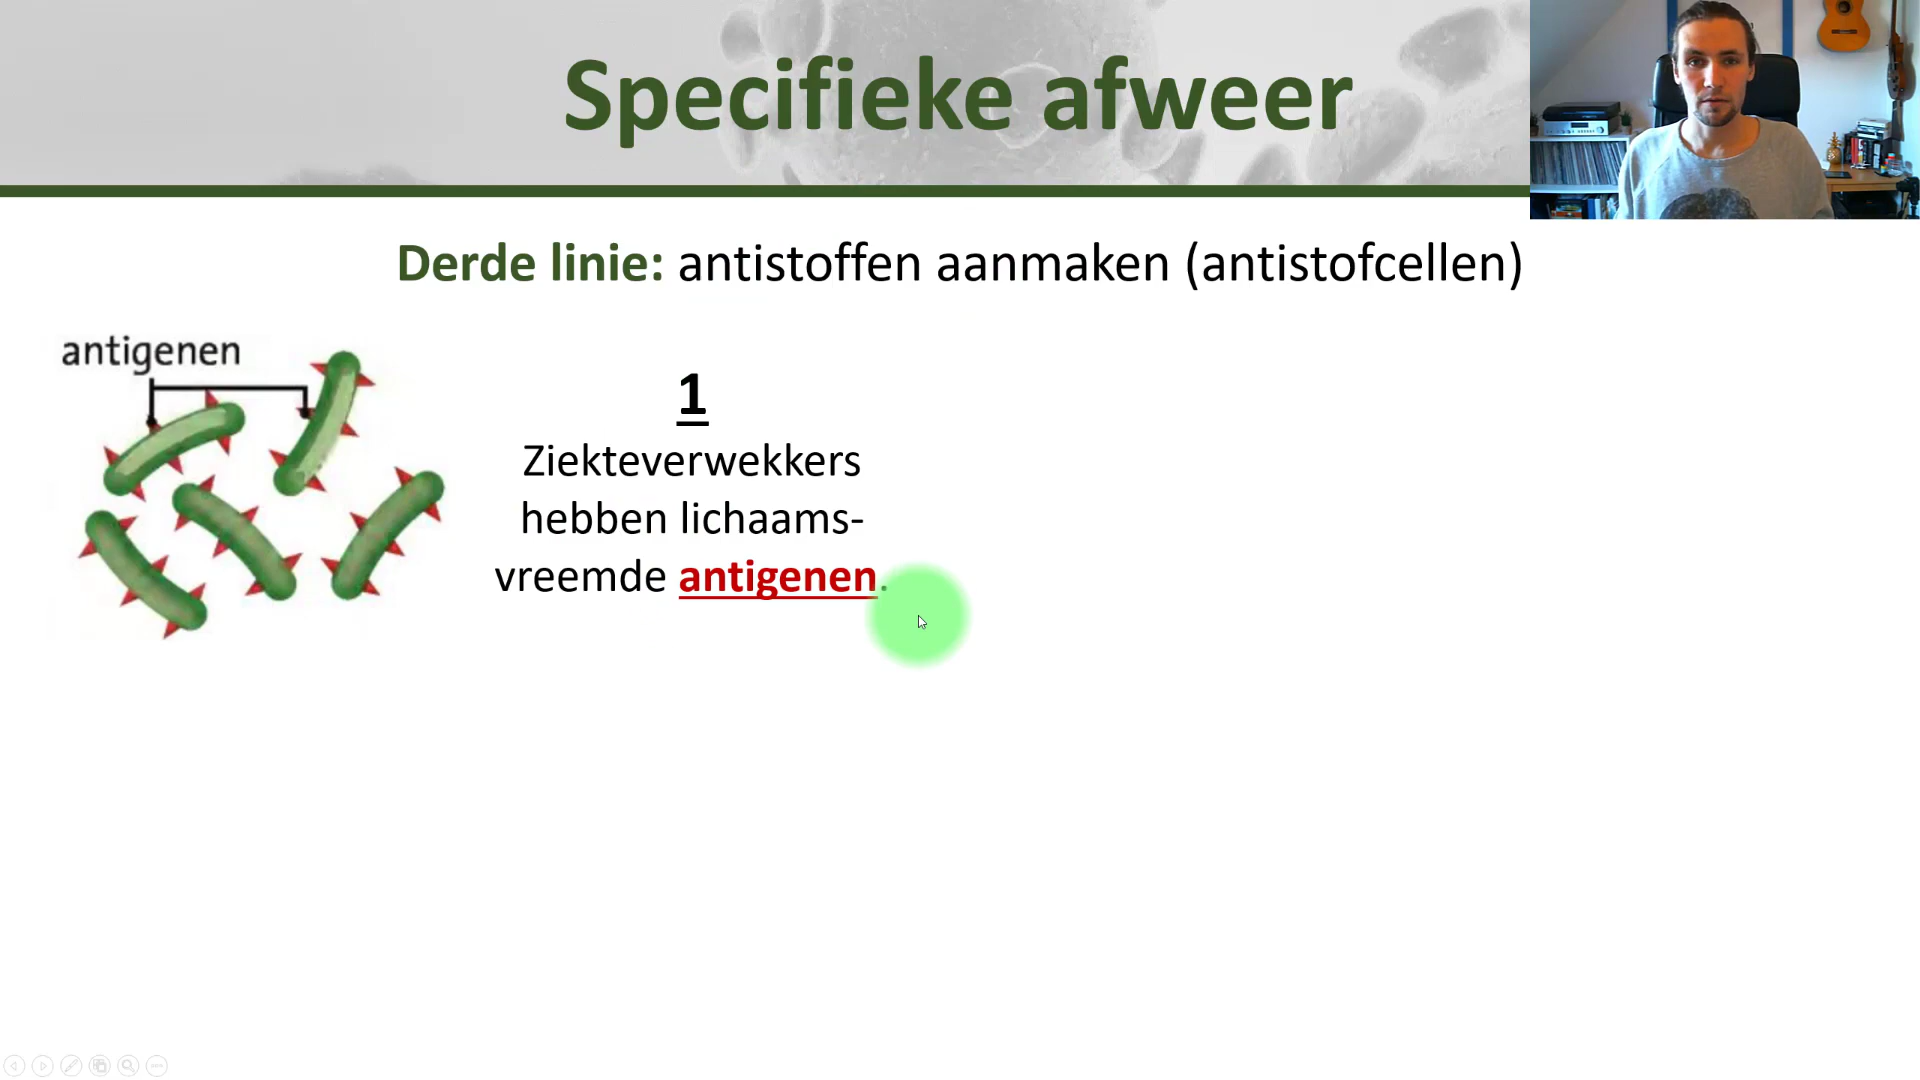 Specifieke afweer
Derde linie: antistoffen aanmaken (antistofcellen)
antigenen
1
Ziekteverwekkers
hebben lichaams-
vreemde antigenen.